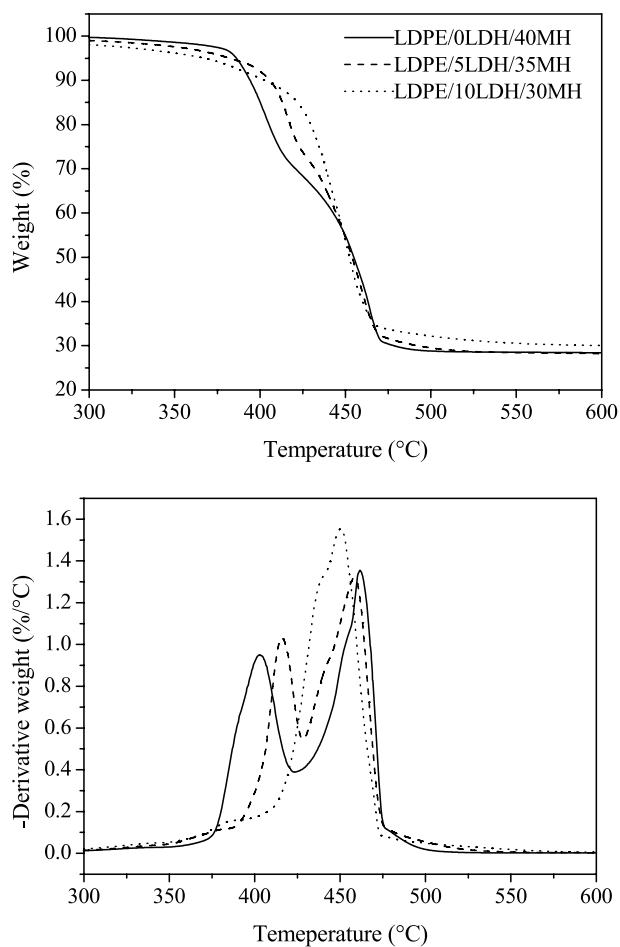 100
90
80
70
60
50
40
30
20
Weight (%)
LDPE/0LDH/40MH
LDPE/5LDH/35MH
LDPE/10LDH/30MH
300 350 400 450 500 550 600
Temperature (°C)
1.6
1.4
1.2
1.0
0.8
0.6
0.4
0.2
0.0
-Derivative weight (%/°C)
300 350 400 450 500 550 600
Temeperature (°C)